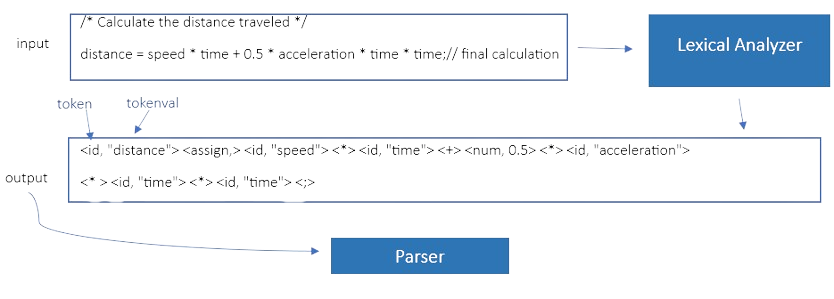 /* Calculate the distance traveled */
input
distance = speed * time + 0.5 * acceleration * time * time;// final calculation
Lexical Analyzer
token
tokenval
<id, "distance"> <assign,> <id, "speed"> <*> <id, "time"> <+> <num, 0.5> <*> <id, "acceleration">
output
<* > <id, "time"> <*> <id, "time"> <;>
Parser